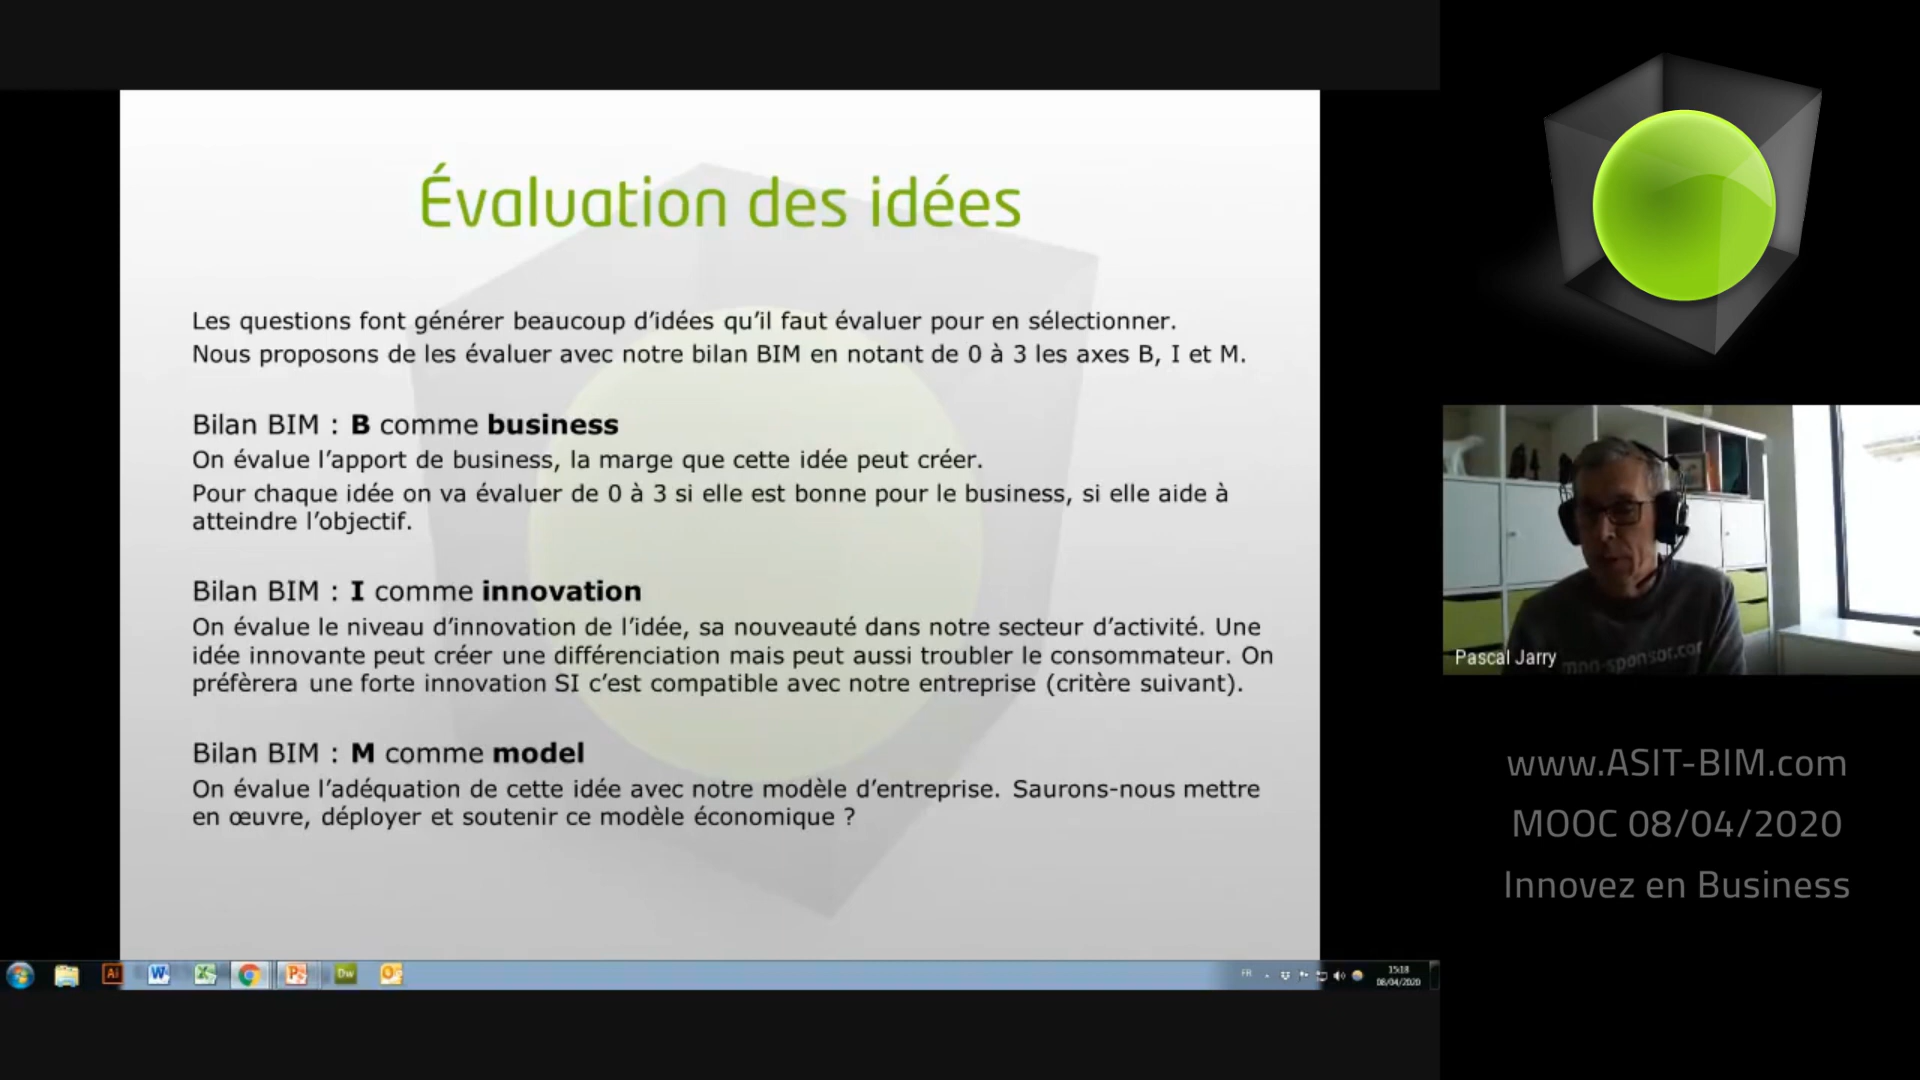 Évaluation des idées
Les questions font générer beaucoup d’idées qu’il faut évaluer pour en sélectionner.
Nous proposons de les évaluer avec notre bilan BIM en notant de 0 à 3 les axes B, I et M.
Bilan BIM : B comme business
On évalue l’apport de business, la marge que cette idée peut créer.
Pour chaque idée on va évaluer de 0 à 3 si elle est bonne pour le business, si elle aide à
atteindre l’objectif.
Bilan BIM : I comme innovation
On évalue le niveau d’innovation de l’idée, sa nouveauté dans notre secteur d’activité. Une
idée innovante peut créer une différenciation mais peut aussi troubler le consommateur. On
préfèrera une forte innovation SI c’est compatible avec notre entreprise (critère suivant).
Bilan BIM : M comme model
On évalue l’adéquation de cette idée avec notre modèle d’entreprise. Saurons-nous mettre
en œuvre, déployer et soutenir ce modèle économique ?
Ai
Dw
FR
15:18
08/04/2020
mon-sponsor.com
Pascal Jarry
www.ASIT-BIM.com
MOOC 08/04/2020
Innovez en Business